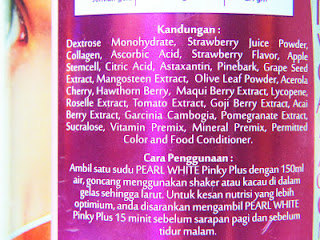 Kandungan :
Dextrose Monohydrate, Strawberry Juice Powder,
Collagen, Ascorbic Acid, Strawberry Flavor, Apple
Stemcell, Citric Acid, Astaxantin, Pinebark, Grape Seed
Extract, Mangosteen Extract, Olive Leaf Powder, Acerola
Cherry, Hawthorn Berry, Maqui Berry Extract, Lycopene,
Roselle Extract, Tomato Extract, Goji Berry Extract, Acai
Berry Extract, Garcinia Cambogia, Pomegranate Extract,
Sucralose, Vitamin Premix, Mineral Premix, Permitted
Color and Food Conditioner.
Cara Penggunaan :
Ambil satu sudu PEARL WHITE Pinky Plus dengan 150ml
air, goncang menggunakan shaker atau kacau di dalam
gelas sehingga larut. Untuk kesan nutrisi yang lebih
optimium, anda disarankan mengambil PEARL WHITE
Pinky Plus 15 minit sebelum sarapan pagi dan sebelum
tidur malam.